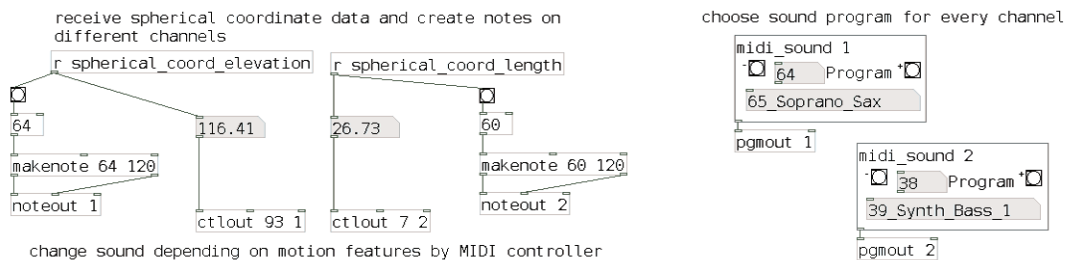 receive spherical coordinate data and create notes on
different channels
r spherical_coord_elevation
r spherical_coord_length
64
116.41
26.73
60
makenote 64 120
makenote 60 120
noteout 1
ctlout 93 1
ctlout 7 2
noteout 2
change sound depending on motion features by MIDI controller
choose sound program for every channel
midi_sound 1
- 64 Program +
65_Soprano_Sax
pgmout 1
midi_sound 2
- 38 Program +
39_Synth_Bass_1
pgmout 2